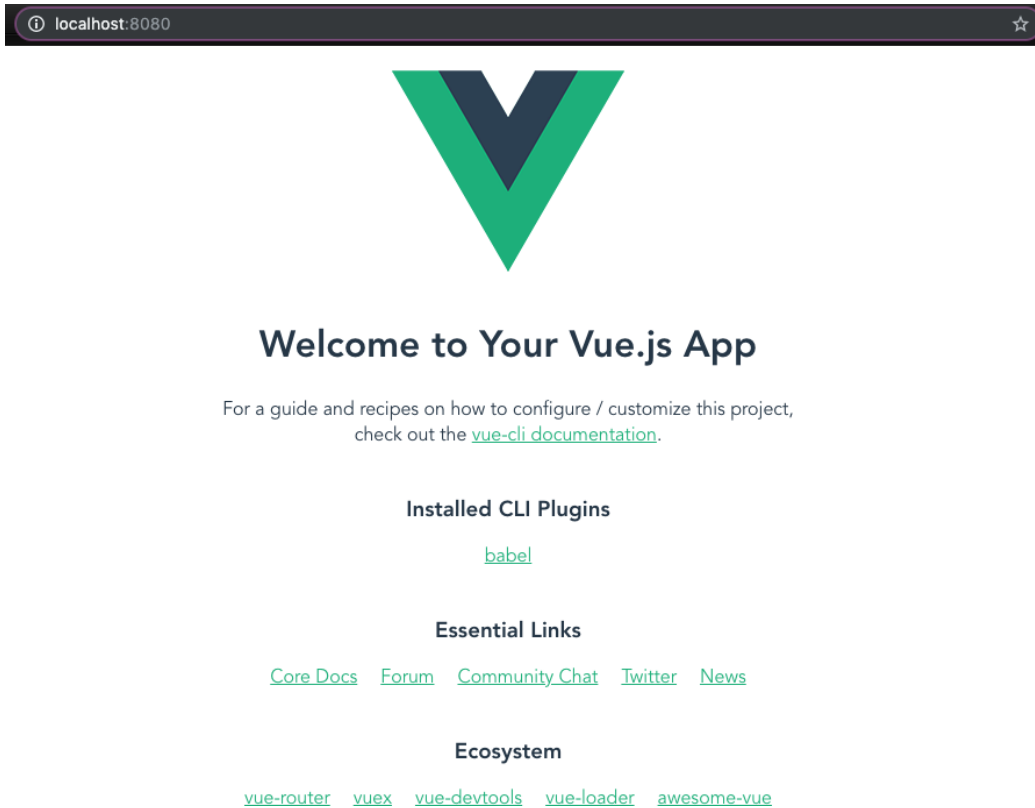 localhost:8080
Welcome to Your Vue.js App
For a guide and recipes on how to configure / customize this project,
check out the vue-cli documentation.
Installed CLI Plugins
babel
Essential Links
Core Docs Forum Community Chat Twitter News
Ecosystem
vue-router vuex vue-devtools vue-loader awesome-vue